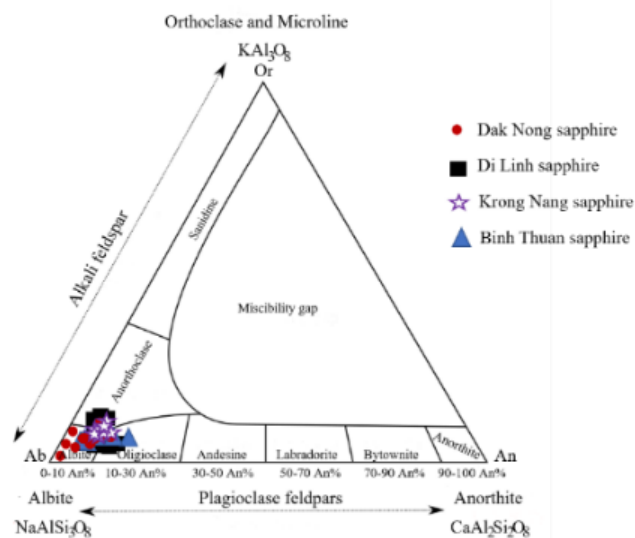 Orthoclase and Microline
KAl₃O₈
Or
Dak Nong sapphire
Di Linh sapphire
Krong Nang sapphire
Binh Thuan sapphire
Alkali feldspar
Sanidine
Miscibility gap
Anorthoclase
Ab
Albite
Oligioclase
Andesine
Labradorite
Bytownite
Anorthite
An
0-10 An%
10-30 An%
30-50 An%
50-70 An%
70-90 An%
90-100 An%
Albite
Plagioclase feldpars
Anorthite
NaAlSi₃O₈
CaAl₂Si₂O₈